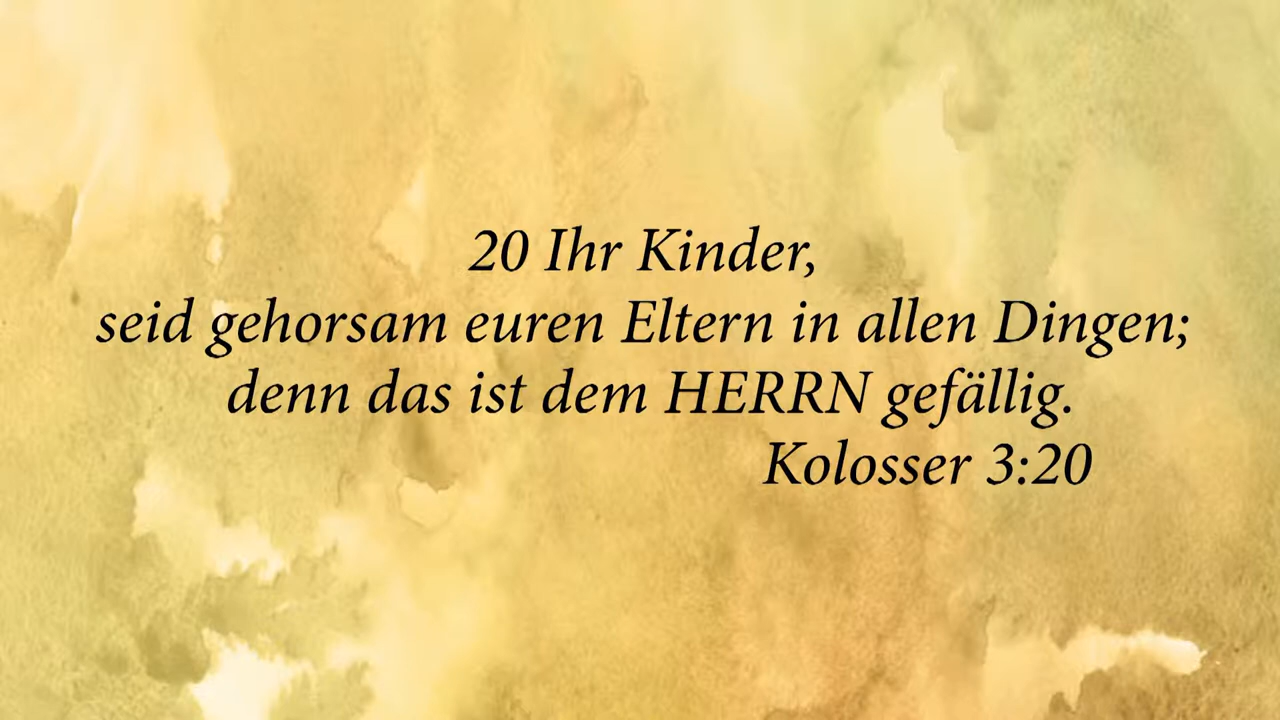 20 Ihr Kinder,
seid gehorsam euren Eltern in allen Dingen;
denn das ist dem HERRN gefällig.
Kolosser 3:20